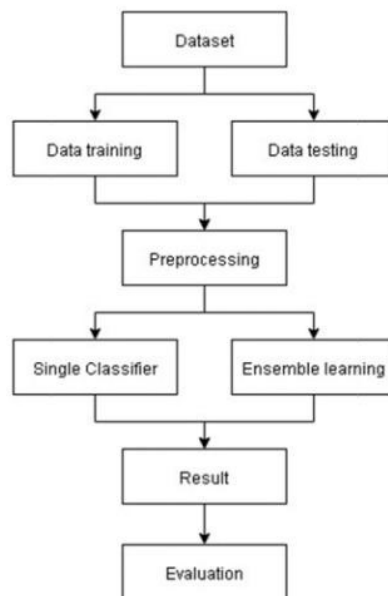 Dataset
Data training
Data testing
Preprocessing
Single Classifier
Ensemble learning
Result
Evaluation